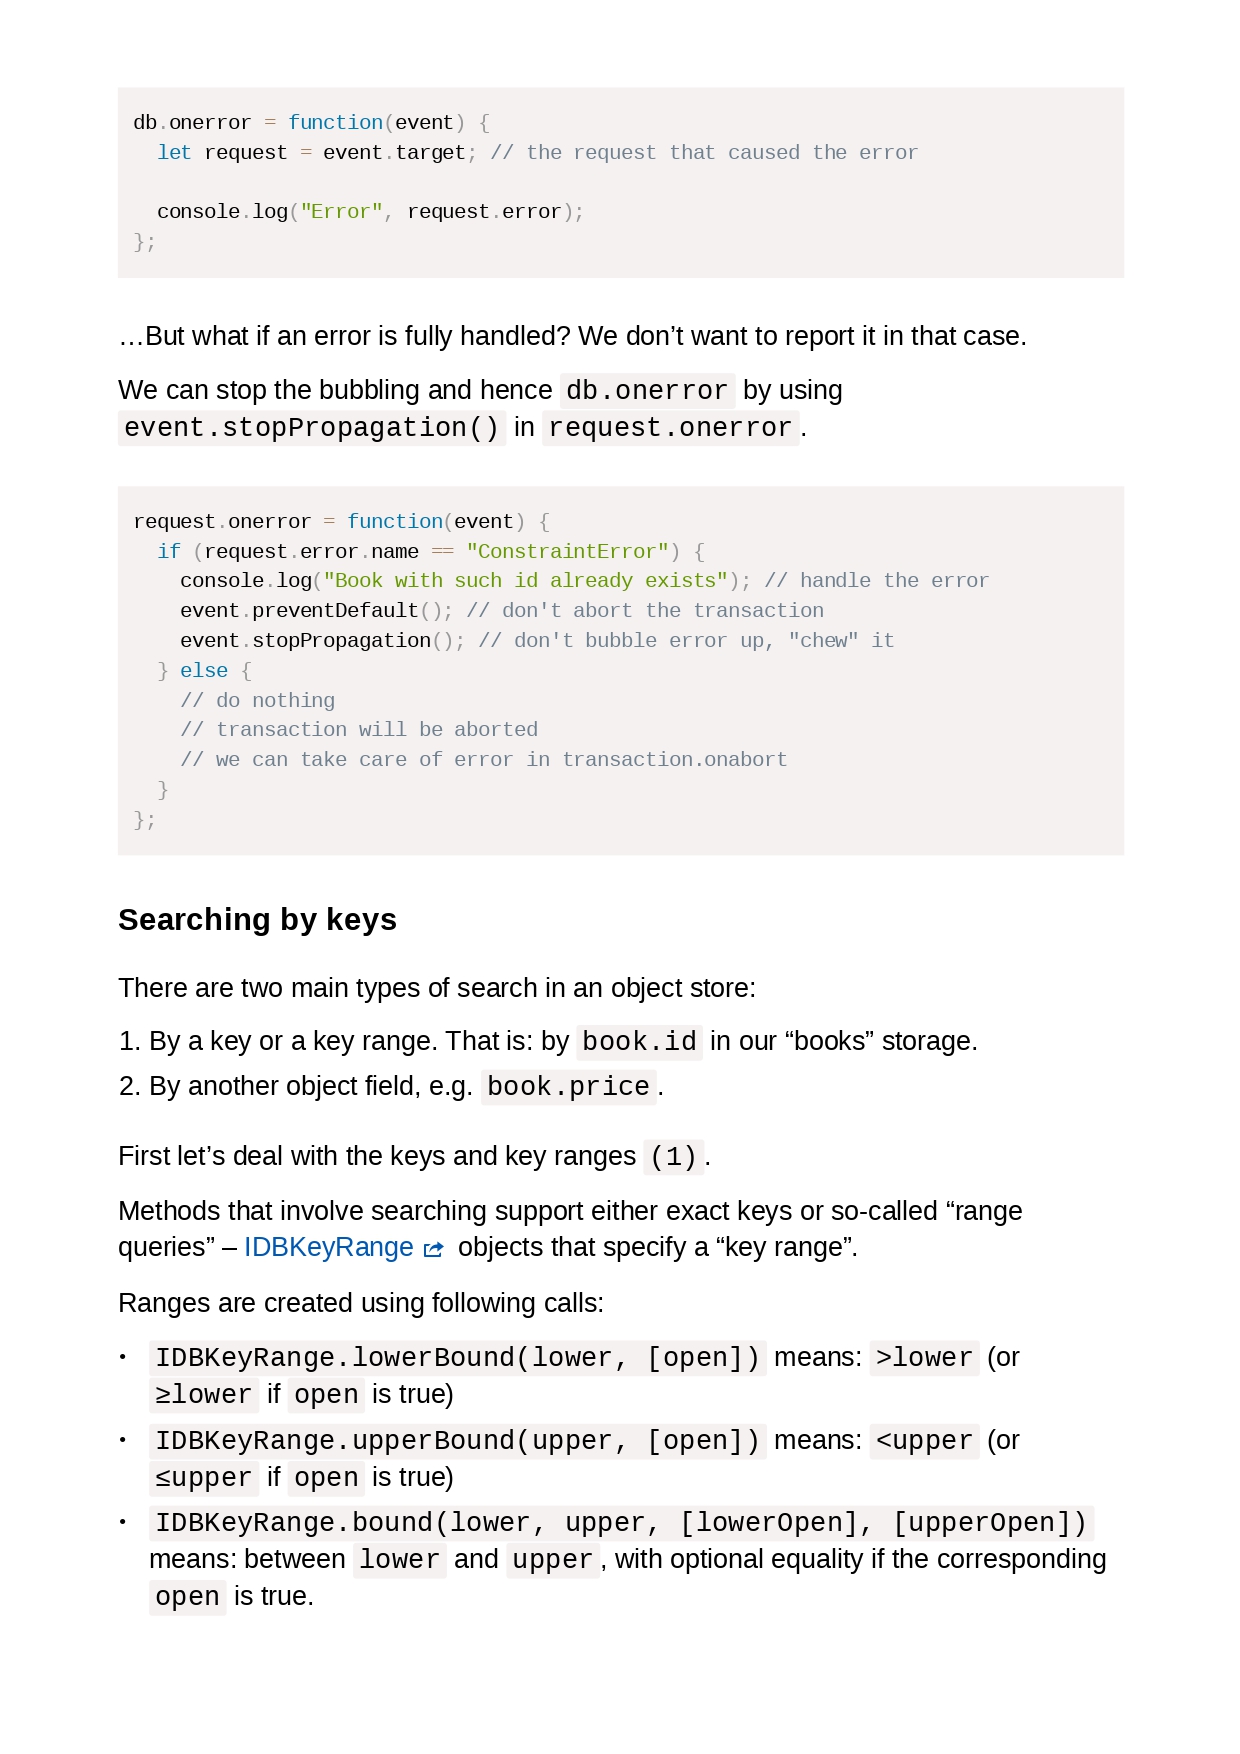 db.onerror = function(event) {
  let request = event.target; // the request that caused the error
  console.log("Error", request.error);
};
…But what if an error is fully handled? We don’t want to report it in that case.
We can stop the bubbling and hence db.onerror by using
event.stopPropagation() in request.onerror.
request.onerror = function(event) {
  if (request.error.name == "ConstraintError") {
    console.log("Book with such id already exists"); // handle the error
    event.preventDefault(); // don't abort the transaction
    event.stopPropagation(); // don't bubble error up, "chew" it
  } else {
    // do nothing
    // transaction will be aborted
    // we can take care of error in transaction.onabort
  }
};
Searching by keys
There are two main types of search in an object store:
1. By a key or a key range. That is: by book.id in our “books” storage.
2. By another object field, e.g. book.price.
First let’s deal with the keys and key ranges (1).
Methods that involve searching support either exact keys or so-called “range
queries” – IDBKeyRange objects that specify a “key range”.
Ranges are created using following calls:
• IDBKeyRange.lowerBound(lower, [open]) means: >lower (or
≥lower if open is true)
• IDBKeyRange.upperBound(upper, [open]) means: <upper (or
≤upper if open is true)
• IDBKeyRange.bound(lower, upper, [lowerOpen], [upperOpen])
means: between lower and upper, with optional equality if the corresponding
open is true.